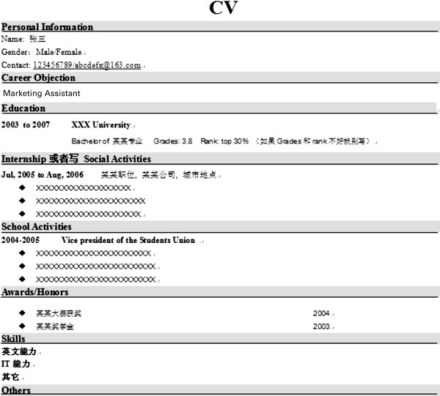 CV
Personal Information
Name: 张三
Gender: Male/Female
Contact: 123456789/abcdefg@163.com
Career Objection
Marketing Assistant
Education
2003 to 2007 XXX University
Bachelor of 某某专业 Grades: 3.8 Rank: top 30% （如果 Grades 和 rank 不好就别写）
Internship 或者写 Social Activities
Jul, 2005 to Aug, 2006 某某职位, 某某公司, 城市地点
◆ XXXXXXXXXXXXXXXXXXX
◆ XXXXXXXXXXXXXXXXXXXXXX
◆ XXXXXXXXXXXXXXXXXXXXX
School Activities
2004-2005 Vice president of the Students Union
◆ XXXXXXXXXXXXXXXXXXXXXXX
◆ XXXXXXXXXXXXXXXXXXXXXXXX
◆ XXXXXXXXXXXXXXXXXXXXXXXX
Awards/Honors
◆ 某某大赛获奖 2004
◆ 某某奖学金 2003
Skills
英文能力
IT 能力
其它
Others